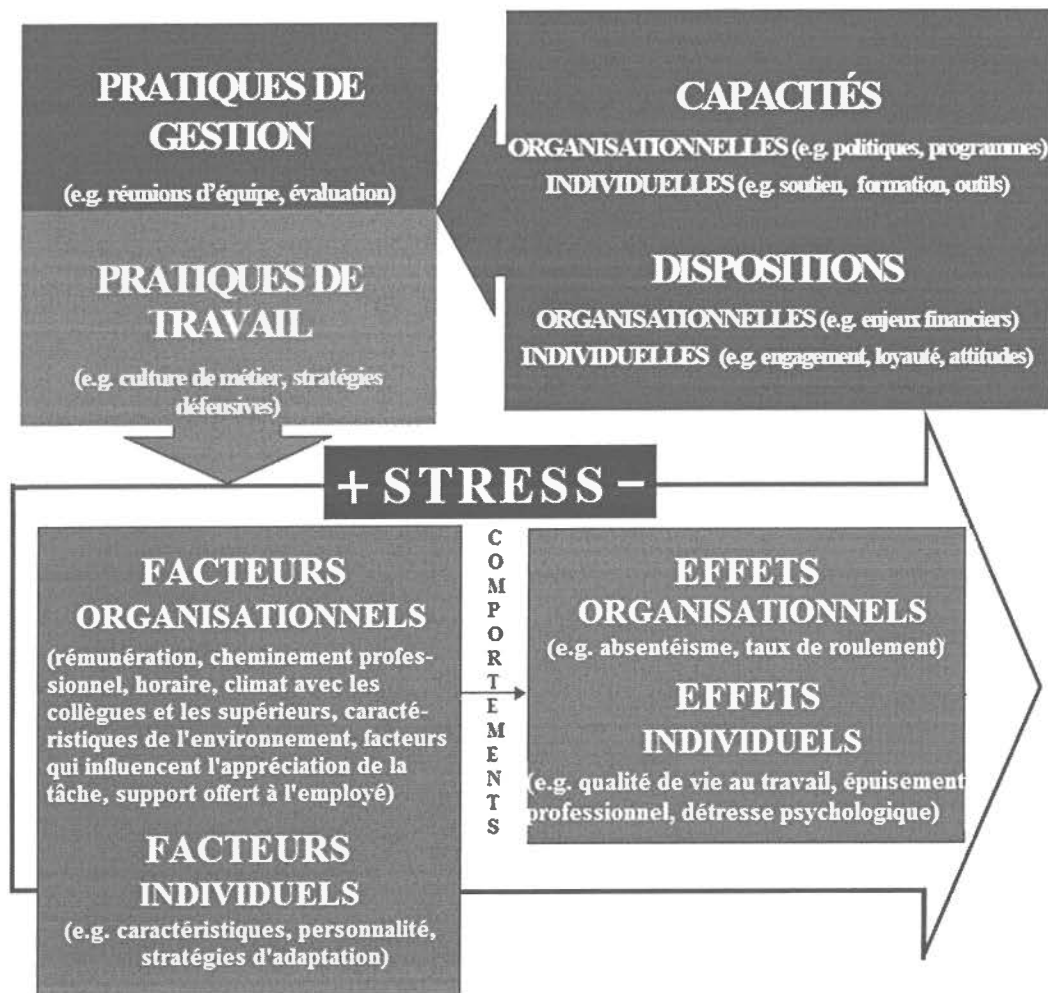 PRATIQUES DE
GESTION
(e.g. réunions d'équipe, évaluation)
PRATIQUES DE
TRAVAIL
(e.g. culture de métier, stratégies
défensives)
CAPACITÉS
ORGANISATIONNELLES (e.g. politiques, programmes)
INDIVIDUELLES (e.g. soutien, formation, outils)
DISPOSITIONS
ORGANISATIONNELLES (e.g. enjeux financiers)
INDIVIDUELLES (e.g. engagement, loyauté, attitudes)
+ STRESS -
FACTEURS
ORGANISATIONNELS
(rémunération, cheminement profes-
sionnel, horaire, climat avec les
collègues et les supérieurs, caracté-
ristiques de l'environnement, facteurs
qui influencent l'appréciation de la
tâche, support offert à l'employé)
FACTEURS
INDIVIDUELS
(e.g. caractéristiques, personnalité,
stratégies d'adaptation)
COMPORTEMENTS
EFFETS
ORGANISATIONNELS
(e.g. absentéisme, taux de roulement)
EFFETS
INDIVIDUELS
(e.g. qualité de vie au travail, épuisement
professionnel, détresse psychologique)